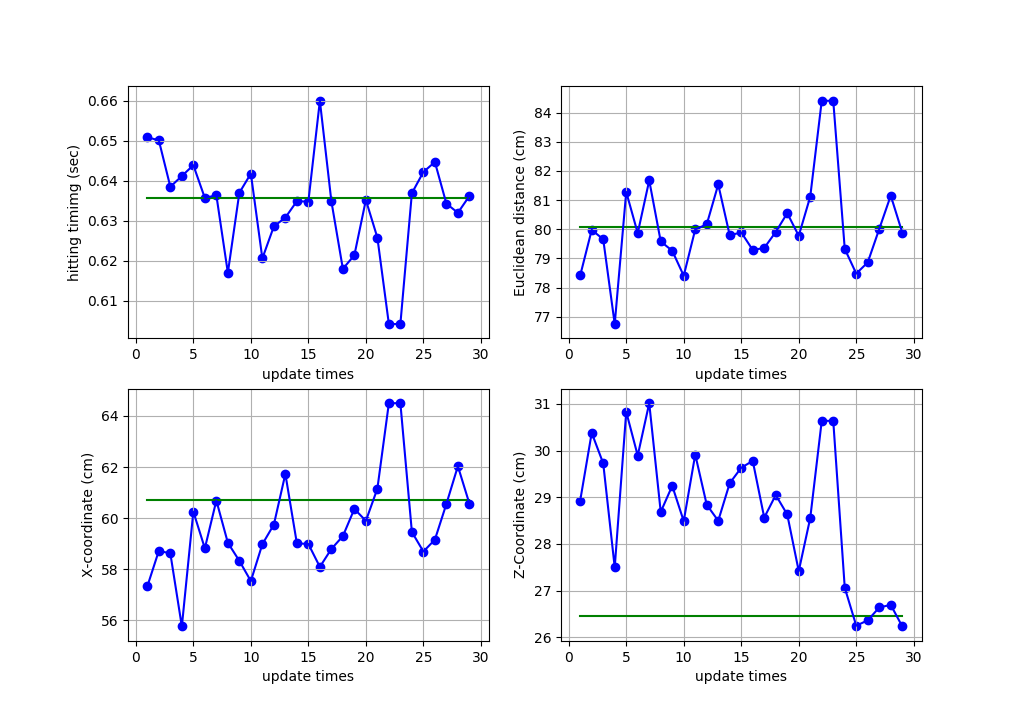 0.66
0.65
0.64
0.63
0.62
0.61
hitting timimg (sec)
0 5 10 15 20 25 30
update times
84
83
82
81
80
79
78
77
Euclidean distance (cm)
0 5 10 15 20 25 30
update times
64
62
60
58
56
X-coordinate (cm)
0 5 10 15 20 25 30
update times
31
30
29
28
27
26
Z-Coordinate (cm)
0 5 10 15 20 25 30
update times